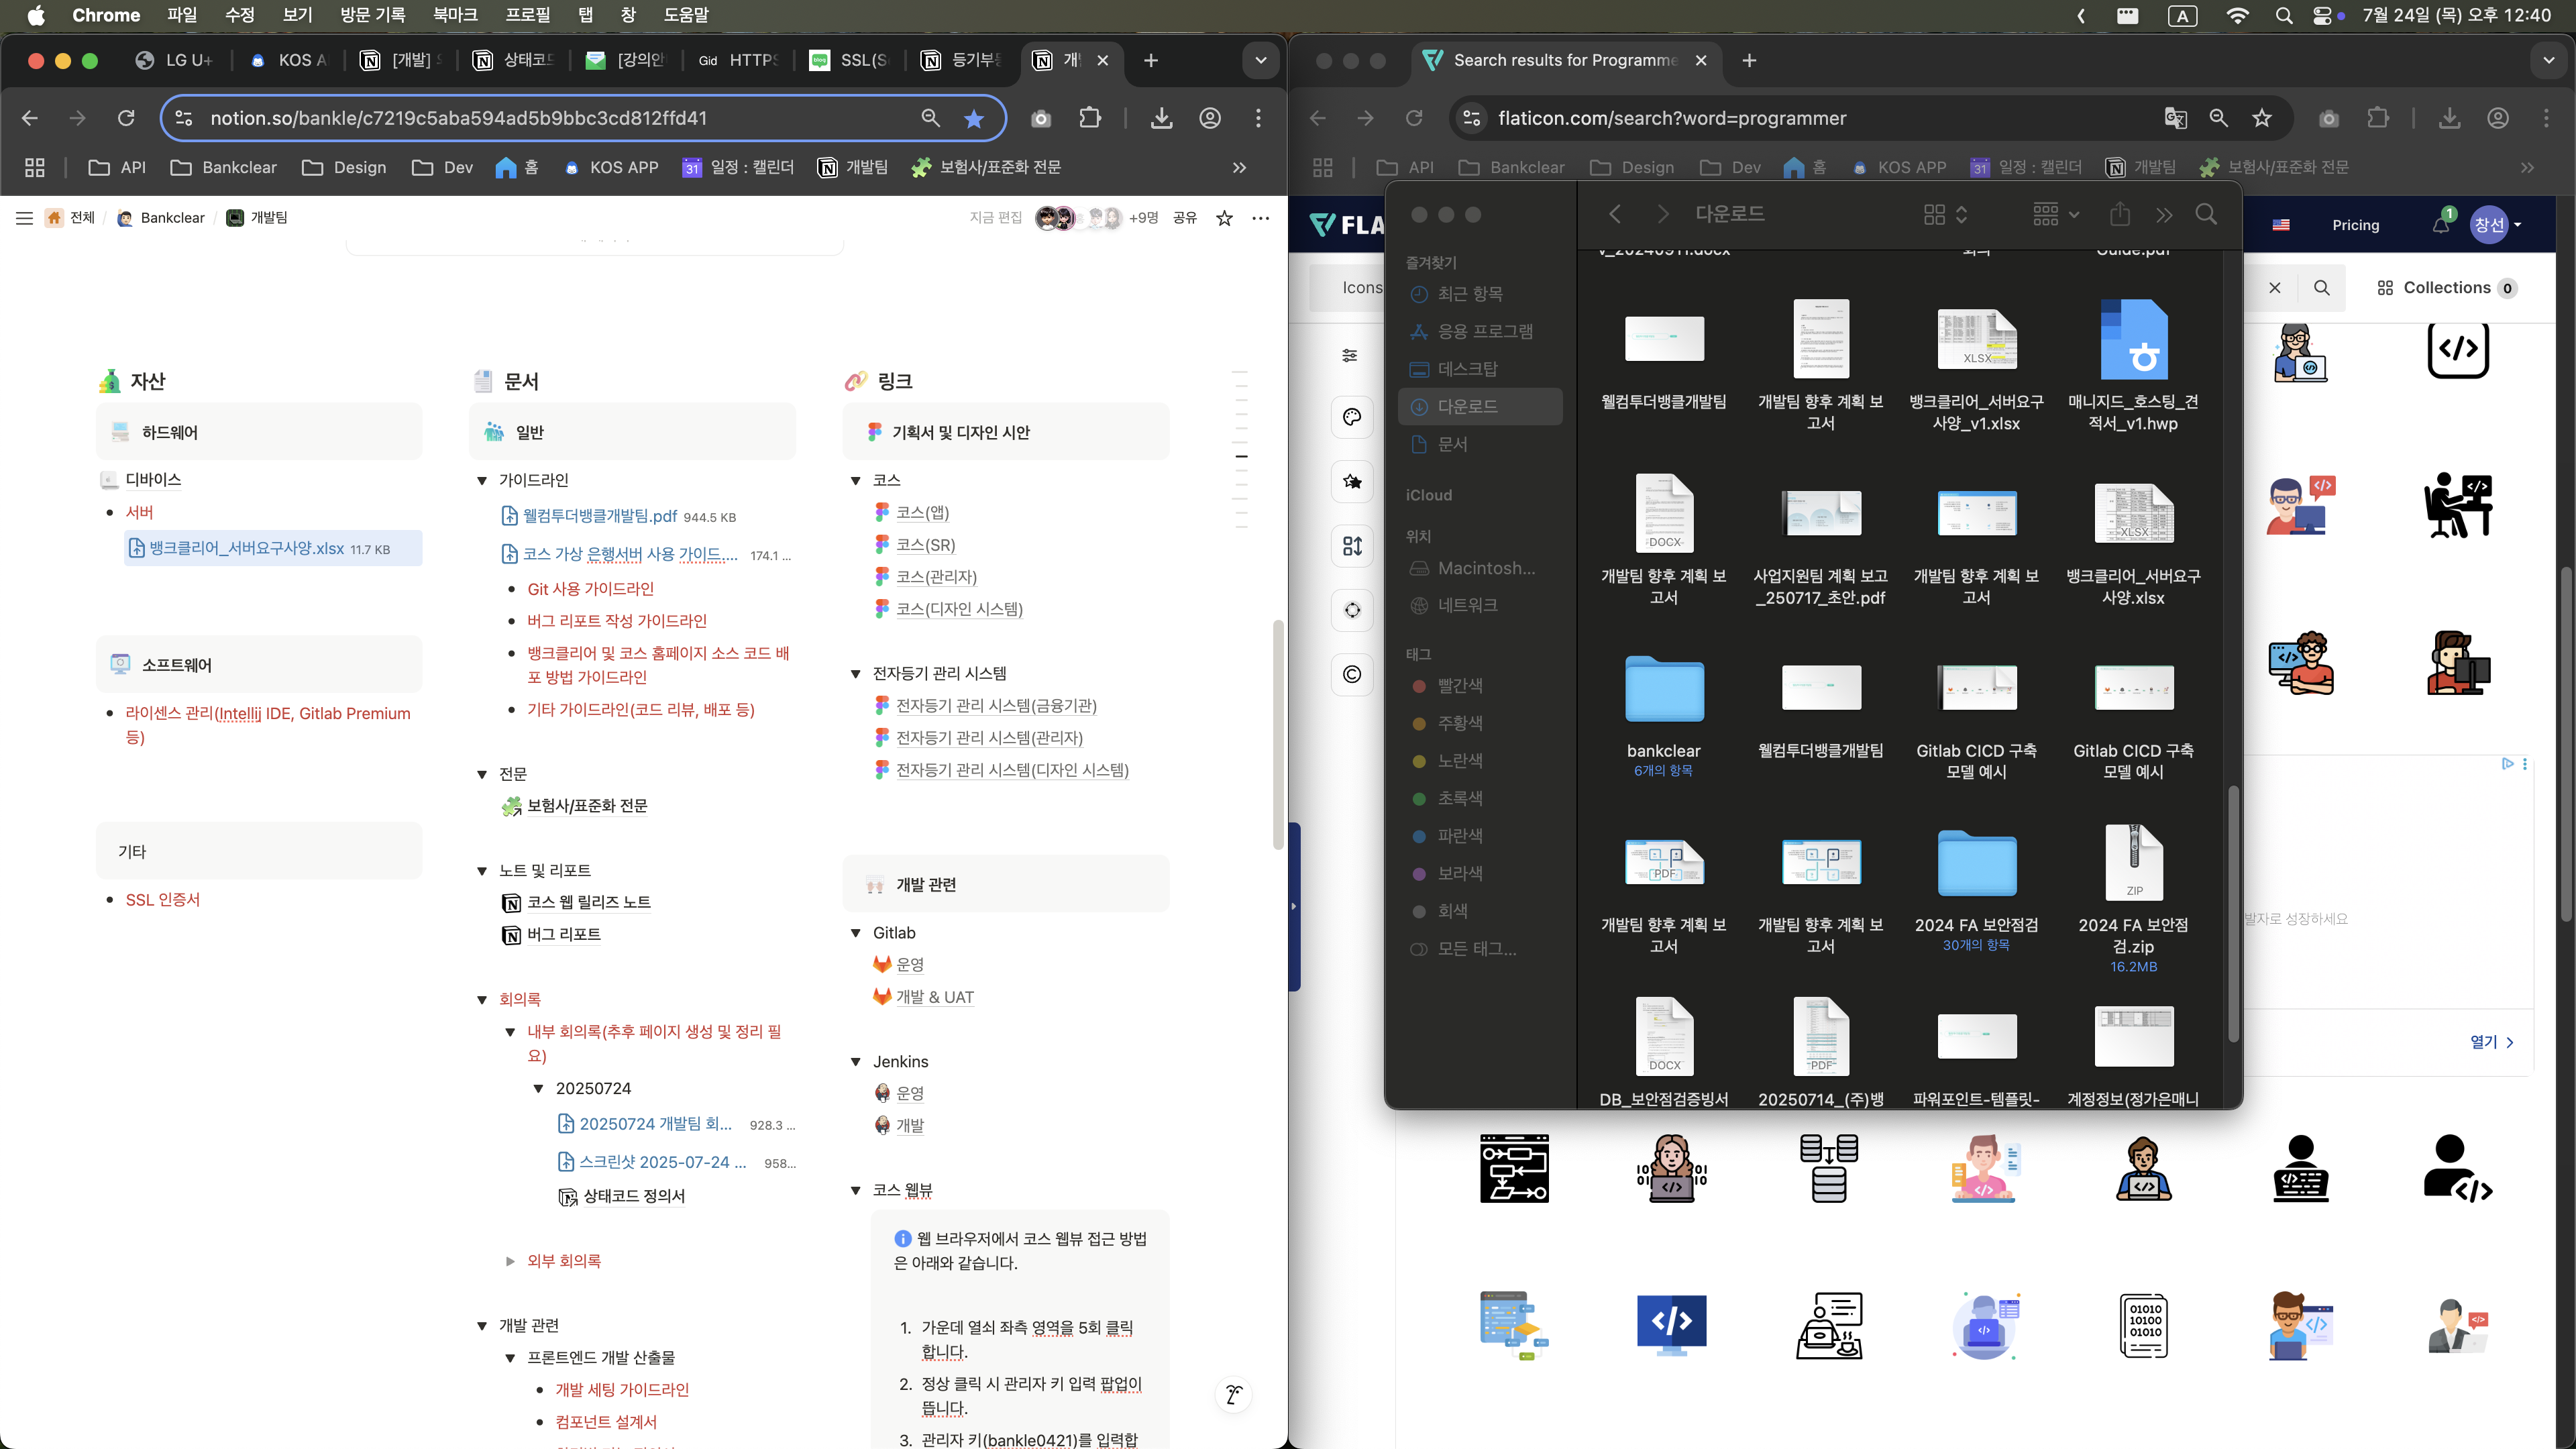 Chrome 파일 수정 보기 방문 기록 북마크 프로필 탭 창 도움말
A 7월 24일 (목) 오후 12:40
LG U+ KOS A [개발] 상태코드 [강의안 Gid HTTPS SSL(S 등기부등
notion.so/bankle/c7219c5aba594ad5b9bbc3cd812ffd41
API Bankclear Design Dev 홈 KOS APP 31 일정 : 캘린더 개발팀 보험사/표준화 전문
전체 / Bankclear / 개발팀
지금 편집 +9명 공유
자산
하드웨어
디바이스
서버
뱅크클리어_서버요구사양.xlsx 11.7 KB
소프트웨어
라이센스 관리(Intellij IDE, Gitlab Premium
등)
기타
SSL 인증서
문서
일반
가이드라인
웰컴투더뱅클개발팀.pdf 944.5 KB
코스 가상 은행서버 사용 가이드.... 174.1 ...
Git 사용 가이드라인
버그 리포트 작성 가이드라인
뱅크클리어 및 코스 홈페이지 소스 코드 배
포 방법 가이드라인
기타 가이드라인(코드 리뷰, 배포 등)
전문
보험사/표준화 전문
노트 및 리포트
코스 웹 릴리즈 노트
버그 리포트
회의록
내부 회의록(추후 페이지 생성 및 정리 필
요)
20250724
20250724 개발팀 회... 928.3 ...
스크린샷 2025-07-24 ... 958...
상태코드 정의서
외부 회의록
개발 관련
프론트엔드 개발 산출물
개발 세팅 가이드라인
컴포넌트 설계서
링크
기획서 및 디자인 시안
코스
코스(앱)
코스(SR)
코스(관리자)
코스(디자인 시스템)
전자등기 관리 시스템
전자등기 관리 시스템(금융기관)
전자등기 관리 시스템(관리자)
전자등기 관리 시스템(디자인 시스템)
개발 관련
Gitlab
운영
개발 & UAT
Jenkins
운영
개발
코스 웹뷰
웹 브라우저에서 코스 웹뷰 접근 방법
은 아래와 같습니다.
1. 가운데 열쇠 좌측 영역을 5회 클릭
합니다.
2. 정상 클릭 시 관리자 키 입력 팝업이
뜹니다.
3. 관리자 키(bankle0421)를 입력합
Search results for Programme
flaticon.com/search?word=programmer
API Bankclear Design Dev 홈 KOS APP 31 일정 : 캘린더 개발팀 보험사/표준화 전문
FLA Pricing 1 창선
Icons Collections 0
다운로드
즐겨찾기
최근 항목
응용 프로그램
데스크탑
다운로드
문서
iCloud
위치
Macintosh...
네트워크
태그
빨간색
주황색
노란색
초록색
파란색
보라색
회색
모든 태그...
v_20240911.docx 회의 Guide.pdf
XLSX
웰컴투더뱅클개발팀 개발팀 향후 계획 보 뱅크클리어_서버요구 매니지드_호스팅_견
고서 사양_v1.xlsx 적서_v1.hwp
DOCX XLSX
개발팀 향후 계획 보 사업지원팀 계획 보고 개발팀 향후 계획 보 뱅크클리어_서버요구
고서 _250717_초안.pdf 고서 사양.xlsx
bankclear 웰컴투더뱅클개발팀 Gitlab CICD 구축 Gitlab CICD 구축
6개의 항목 모델 예시 모델 예시
PDF ZIP
개발팀 향후 계획 보 개발팀 향후 계획 보 2024 FA 보안점검 2024 FA 보안점
고서 고서 30개의 항목 검.zip
16.2MB
DOCX PDF
DB_보안점검증빙서 20250714_(주)뱅 파워포인트-템플릿- 계정정보(정가은매니
발자로 성장하세요
열기
01010
10100
01010